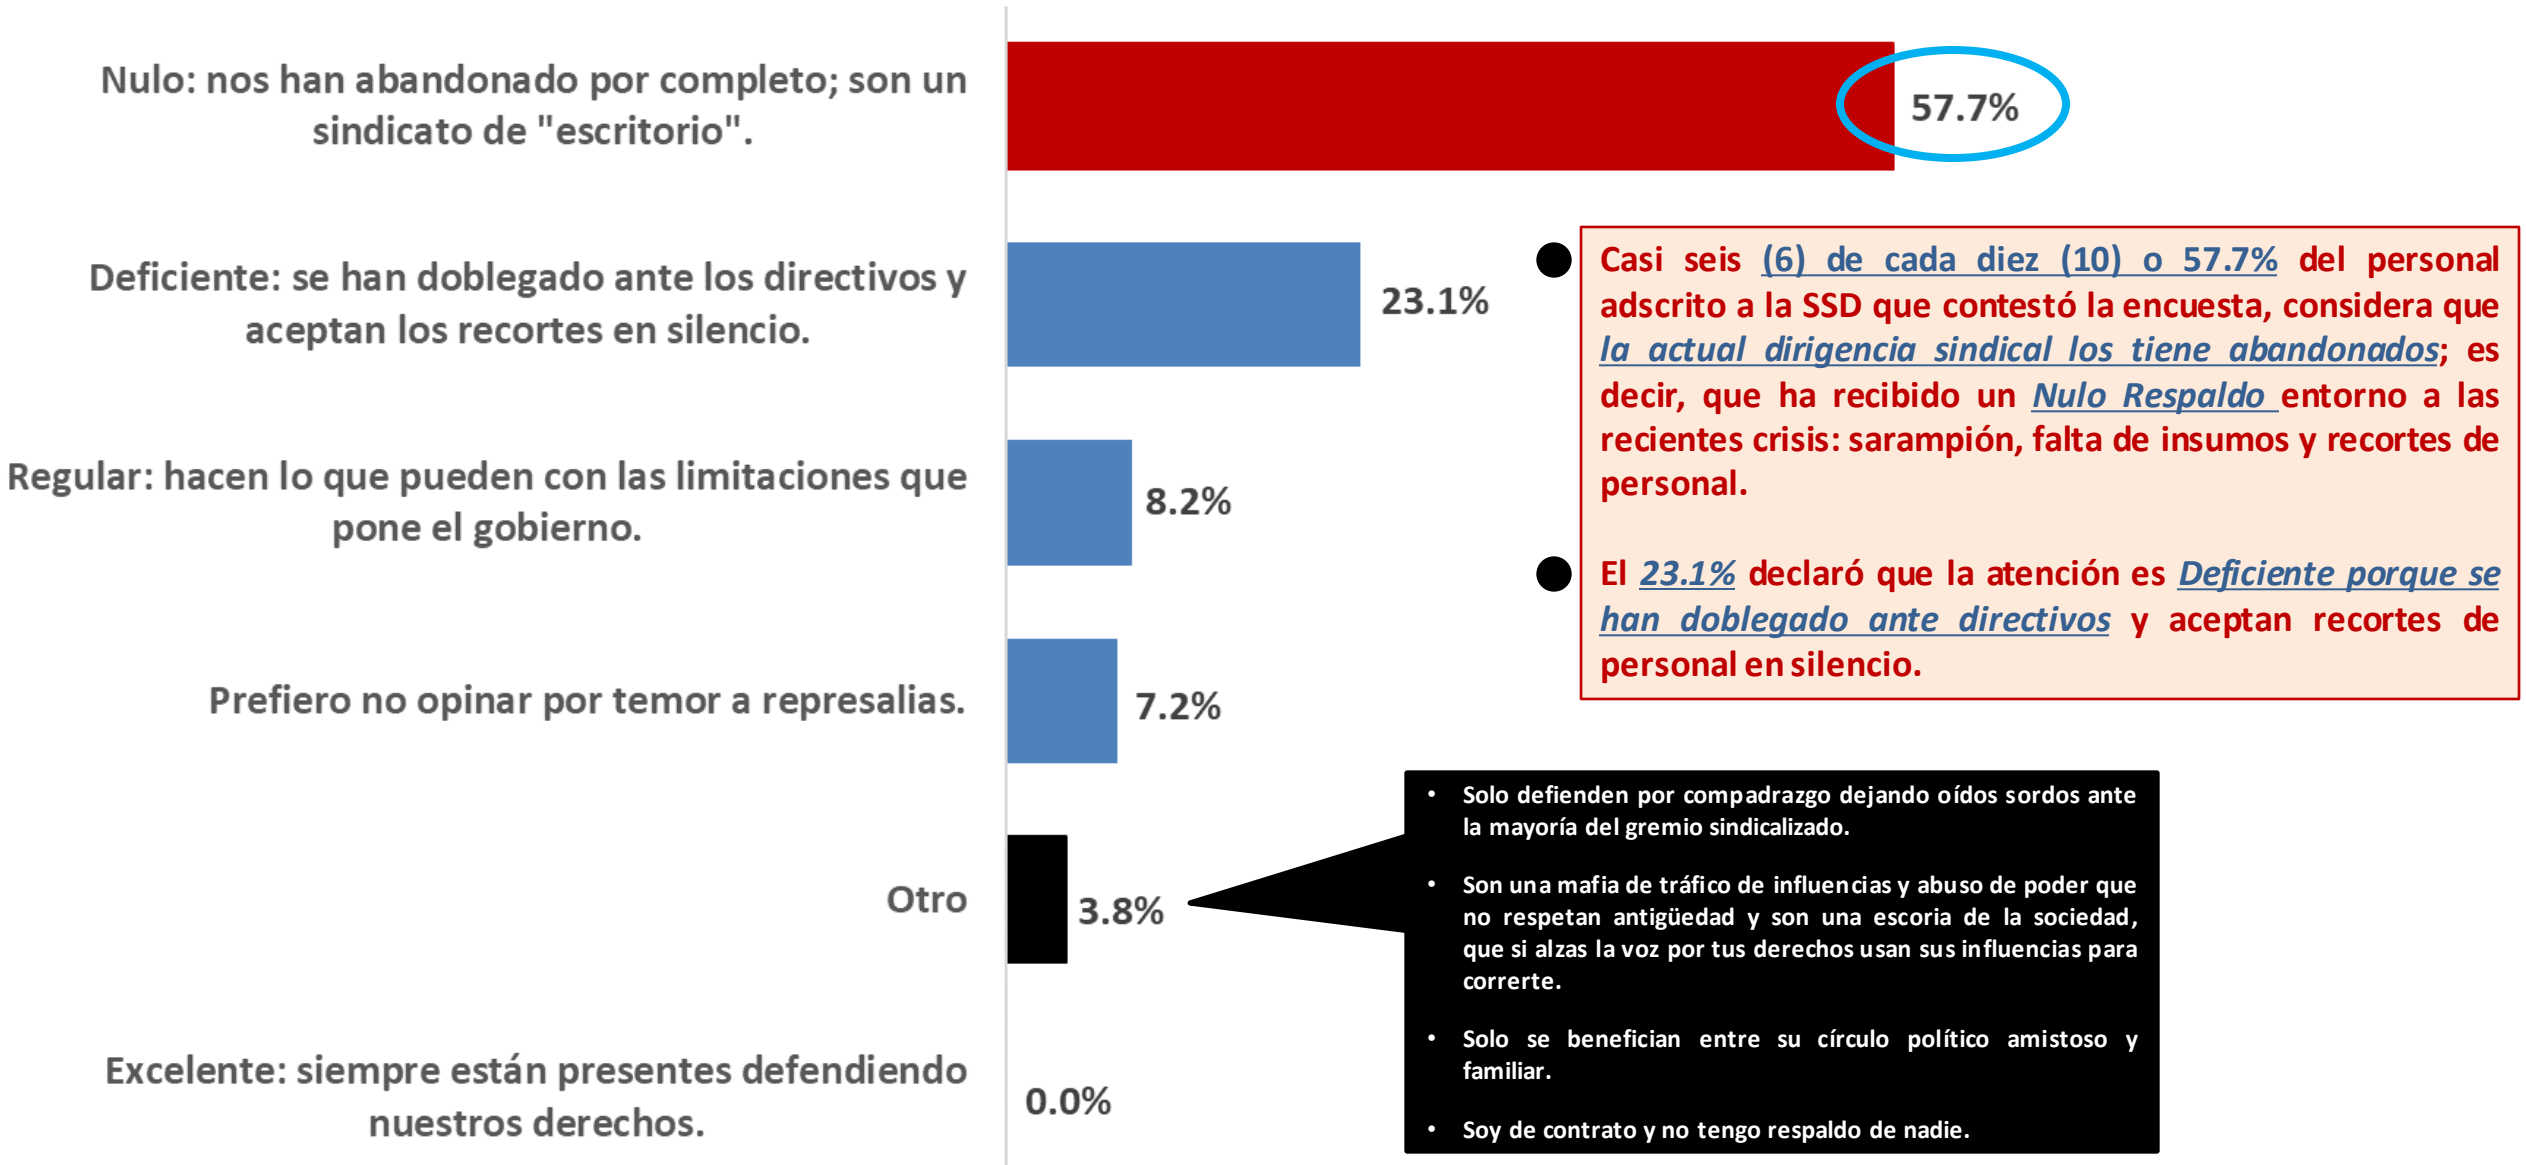 Nulo: nos han abandonado por completo; son un
sindicato de "escritorio".
57.7%
Deficiente: se han doblegado ante los directivos y
aceptan los recortes en silencio.
23.1%
Regular: hacen lo que pueden con las limitaciones que
pone el gobierno.
8.2%
Prefiero no opinar por temor a represalias.
7.2%
Otro
3.8%
Excelente: siempre están presentes defendiendo
nuestros derechos.
0.0%
Casi seis (6) de cada diez (10) o 57.7% del personal
adscrito a la SSD que contestó la encuesta, considera que
la actual dirigencia sindical los tiene abandonados; es
decir, que ha recibido un Nulo Respaldo entorno a las
recientes crisis: sarampión, falta de insumos y recortes de
personal.
El 23.1% declaró que la atención es Deficiente porque se
han doblegado ante directivos y aceptan recortes de
personal en silencio.
• Solo defienden por compadrazgo dejando oídos sordos ante
la mayoría del gremio sindicalizado.
• Son una mafia de tráfico de influencias y abuso de poder que
no respetan antigüedad y son una escoria de la sociedad,
que si alzas la voz por tus derechos usan sus influencias para
correrte.
• Solo se benefician entre su círculo político amistoso y
familiar.
• Soy de contrato y no tengo respaldo de nadie.